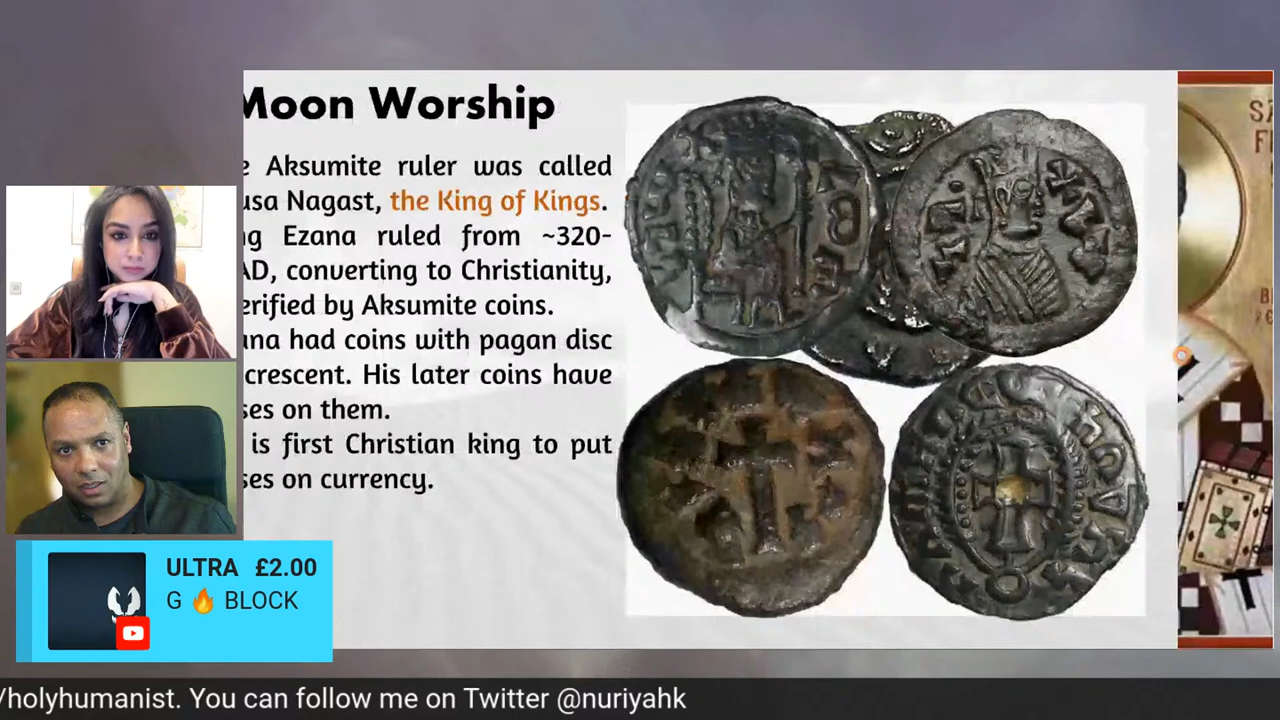 Moon Worship
e Aksumite ruler was called
usa Nagast, the King of Kings.
ng Ezana ruled from ~320-
AD, converting to Christianity,
erified by Aksumite coins.
ana had coins with pagan disc
crescent. His later coins have
ses on them.
is first Christian king to put
ses on currency.
ULTRA £2.00
G 🔥 BLOCK
/holyhumanist. You can follow me on Twitter @nuriyahk